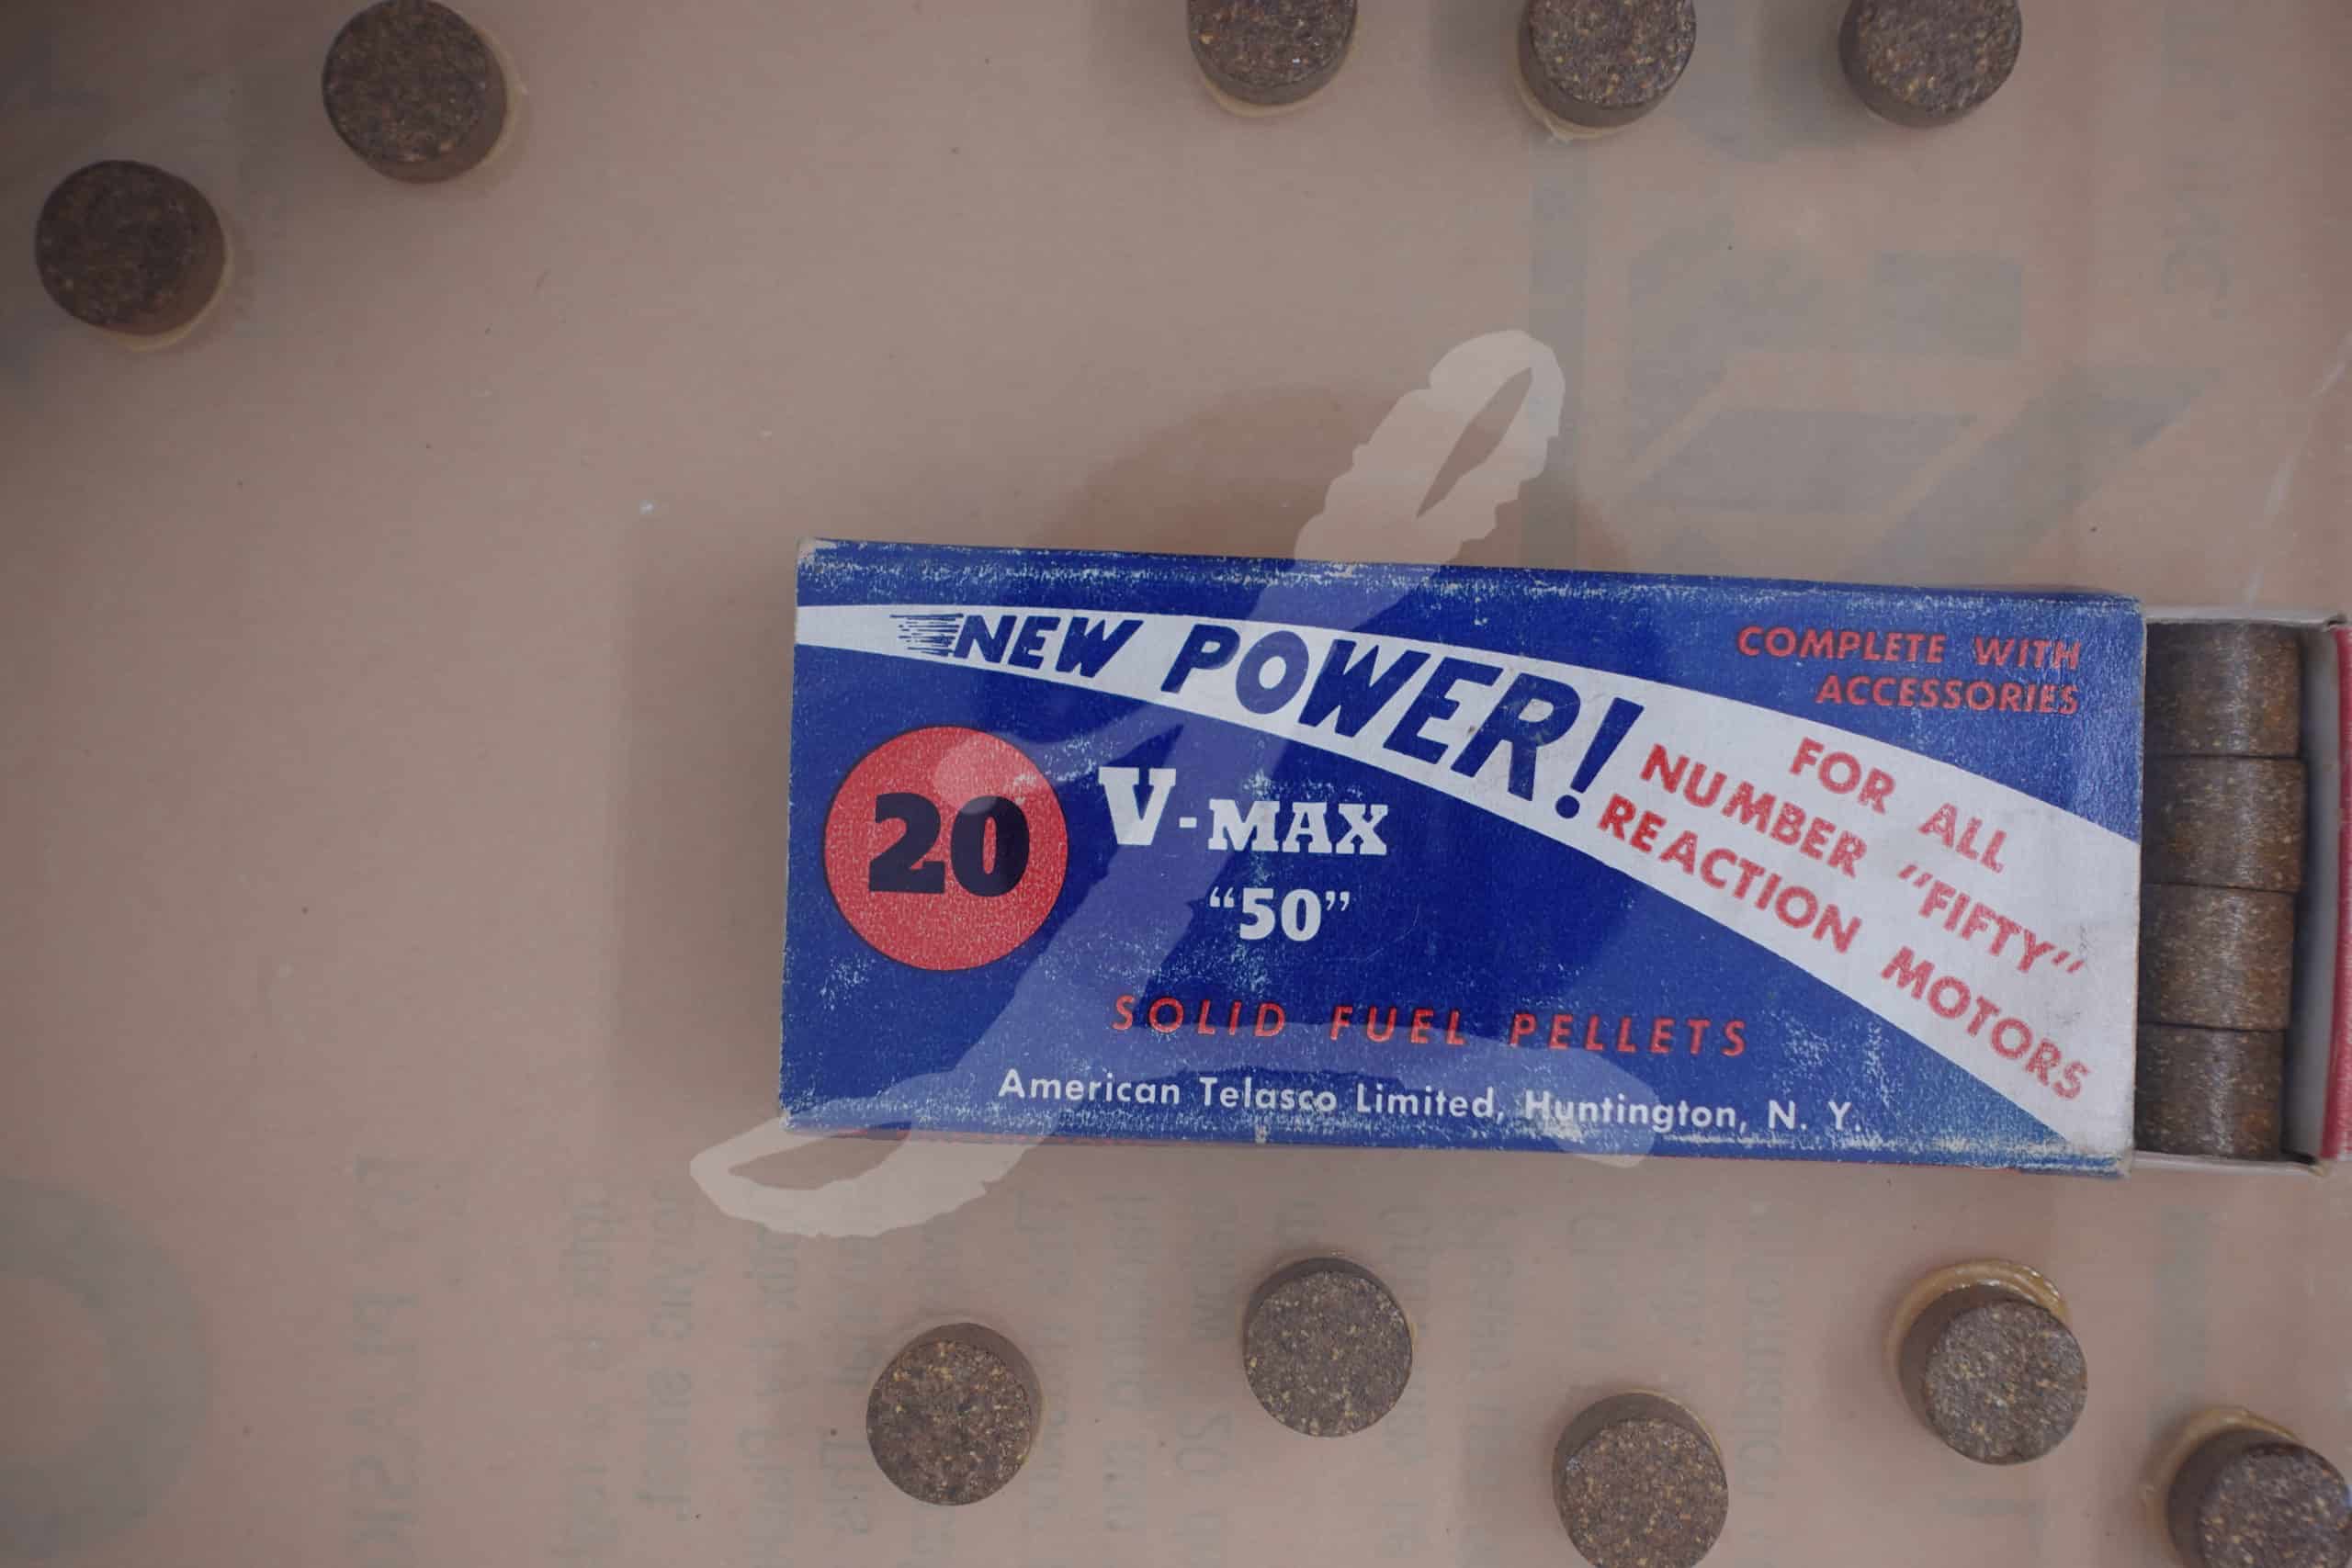 NEW POWER!
COMPLETE WITH
ACCESSORIES
FOR ALL
NUMBER "FIFTY"
REACTION MOTORS
20
V-MAX
"50"
SOLID FUEL PELLETS
American Telasco Limited, Huntington, N. Y.